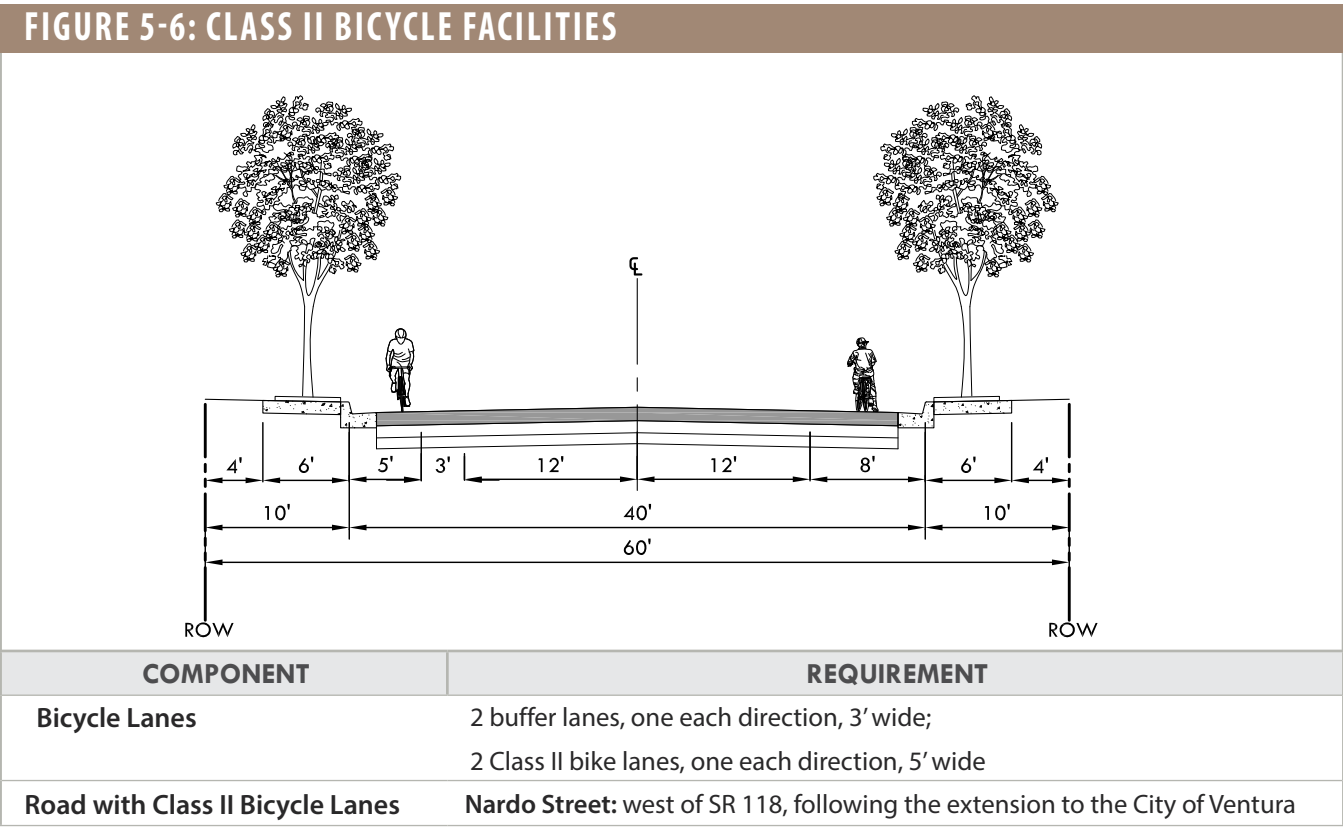 FIGURE 5-6: CLASS II BICYCLE FACILITIES
℄
4' 6' 5' 3' 12' 12' 8' 6' 4'
10' 40' 10'
60'
ROW ROW
COMPONENT REQUIREMENT
Bicycle Lanes 2 buffer lanes, one each direction, 3’ wide;
2 Class II bike lanes, one each direction, 5’ wide
Road with Class II Bicycle Lanes Nardo Street: west of SR 118, following the extension to the City of Ventura